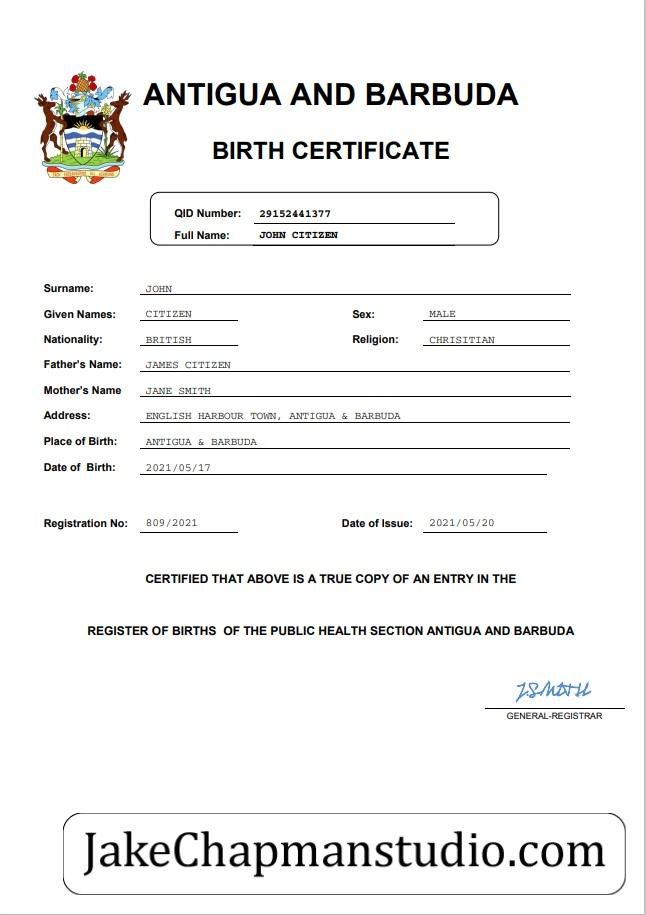 ANTIGUA AND BARBUDA
BIRTH CERTIFICATE
QID Number: 29152441377
Full Name: JOHN CITIZEN
Surname: JOHN
Given Names: CITIZEN Sex: MALE
Nationality: BRITISH Religion: CHRISITIAN
Father's Name: JAMES CITIZEN
Mother's Name JANE SMITH
Address: ENGLISH HARBOUR TOWN, ANTIGUA & BARBUDA
Place of Birth: ANTIGUA & BARBUDA
Date of Birth: 2021/05/17
Registration No: 809/2021 Date of Issue: 2021/05/20
CERTIFIED THAT ABOVE IS A TRUE COPY OF AN ENTRY IN THE
REGISTER OF BIRTHS OF THE PUBLIC HEALTH SECTION ANTIGUA AND BARBUDA
J.SMITH
GENERAL-REGISTRAR
JakeChapmanstudio.com